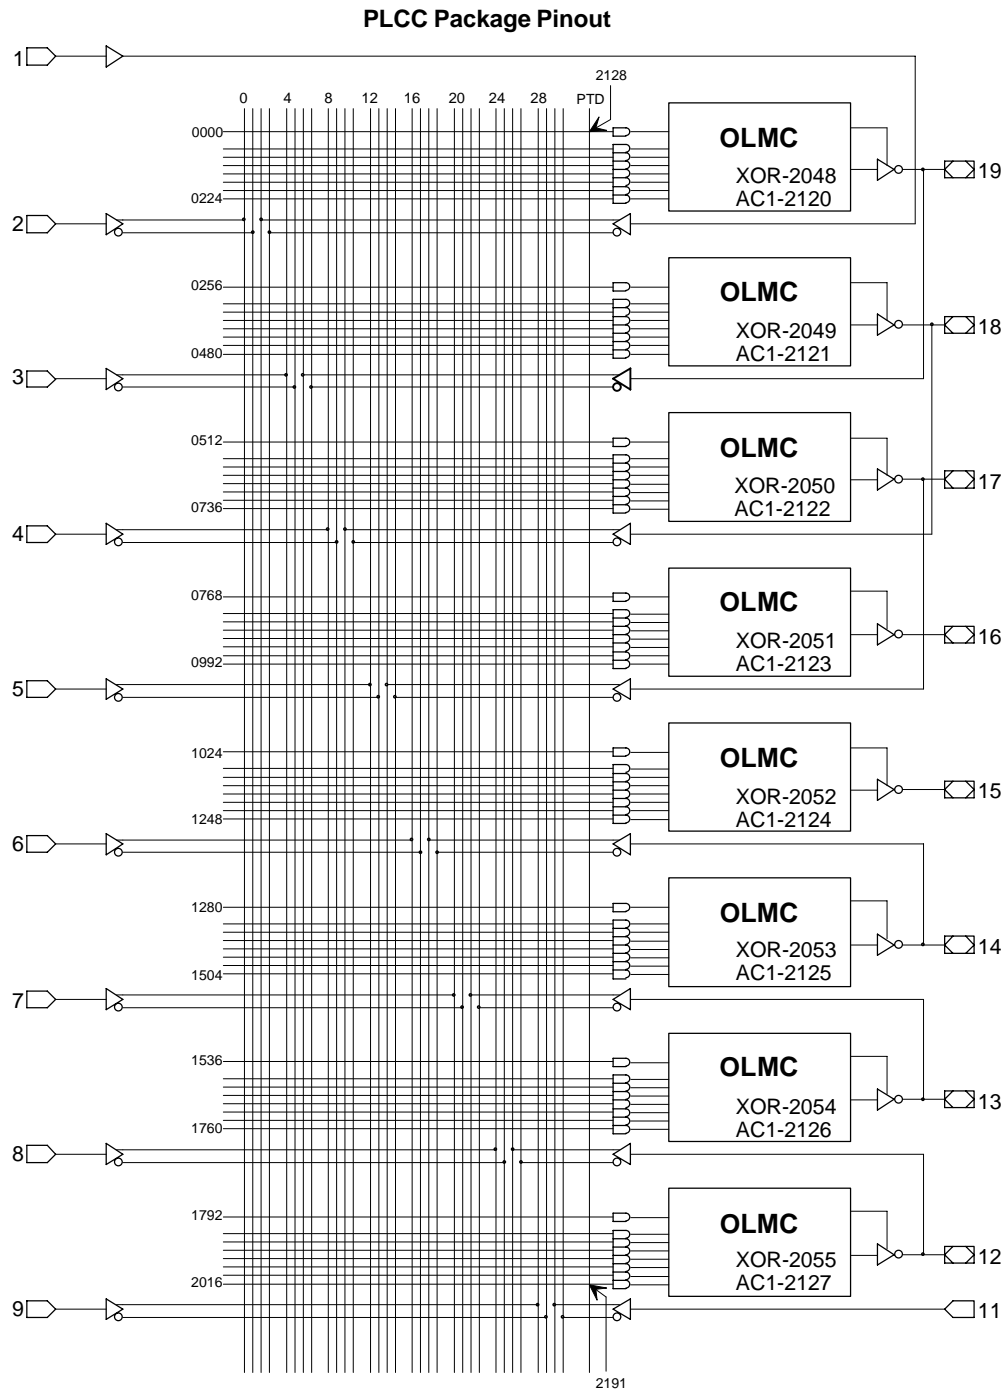 PLCC Package Pinout
1
2128
0 4 8 12 16 20 24 28 PTD
0000
OLMC
XOR-2048
AC1-2120
19
0224
2
0256
OLMC
XOR-2049
AC1-2121
18
0480
3
0512
OLMC
XOR-2050
AC1-2122
17
0736
4
0768
OLMC
XOR-2051
AC1-2123
16
0992
5
1024
OLMC
XOR-2052
AC1-2124
15
1248
6
1280
OLMC
XOR-2053
AC1-2125
14
1504
7
1536
OLMC
XOR-2054
AC1-2126
13
1760
8
1792
OLMC
XOR-2055
AC1-2127
12
2016
9
11
2191